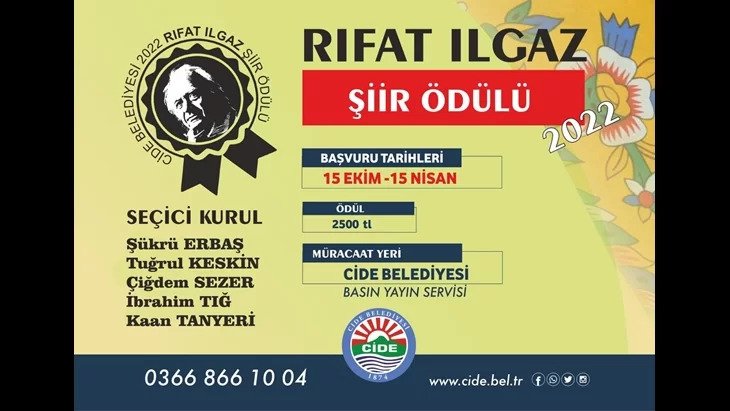 CİDE BELEDİYESİ 2022 RIFAT ILGAZ ŞİİR ÖDÜLÜ
RIFAT ILGAZ
ŞİİR ÖDÜLÜ
2022
BAŞVURU TARİHLERİ
15 EKİM -15 NİSAN
ÖDÜL
2500 tl
MÜRACAAT YERİ
CİDE BELEDİYESİ
BASIN YAYIN SERVİSİ
SEÇİCİ KURUL
Şükrü ERBAŞ
Tuğrul KESKİN
Çiğdem SEZER
İbrahim TIĞ
Kaan TANYERİ
CİDE BELEDİYESİ
CİDE
1874
0366 866 10 04
www.cide.bel.tr